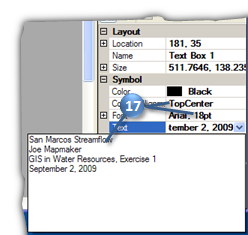 Layout
Location 181, 35
Name Text Box 1
Size 511.7646, 138.235
Symbol
Color Black
TopCenter
Font Arial, 18pt
Text tember 2, 2009
17
San Marcos Streamflow
Joe Mapmaker
GIS in Water Resources, Exercise 1
September 2, 2009